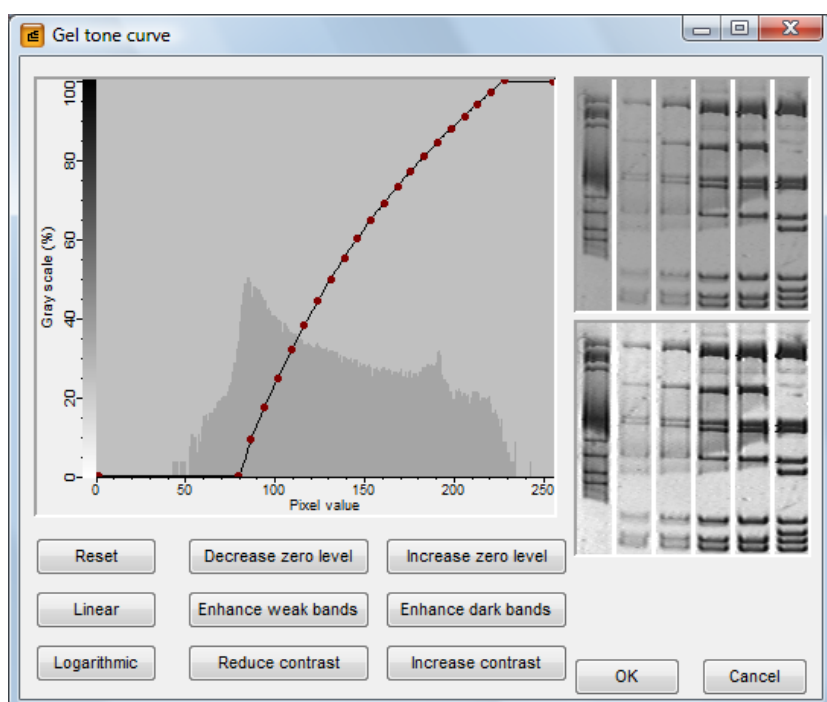 Gel tone curve
Gray scale (%)
100
80
60
40
20
0
0 50 100 150 200 250
Pixel value
Reset Decrease zero level Increase zero level
Linear Enhance weak bands Enhance dark bands
Logarithmic Reduce contrast Increase contrast
OK Cancel